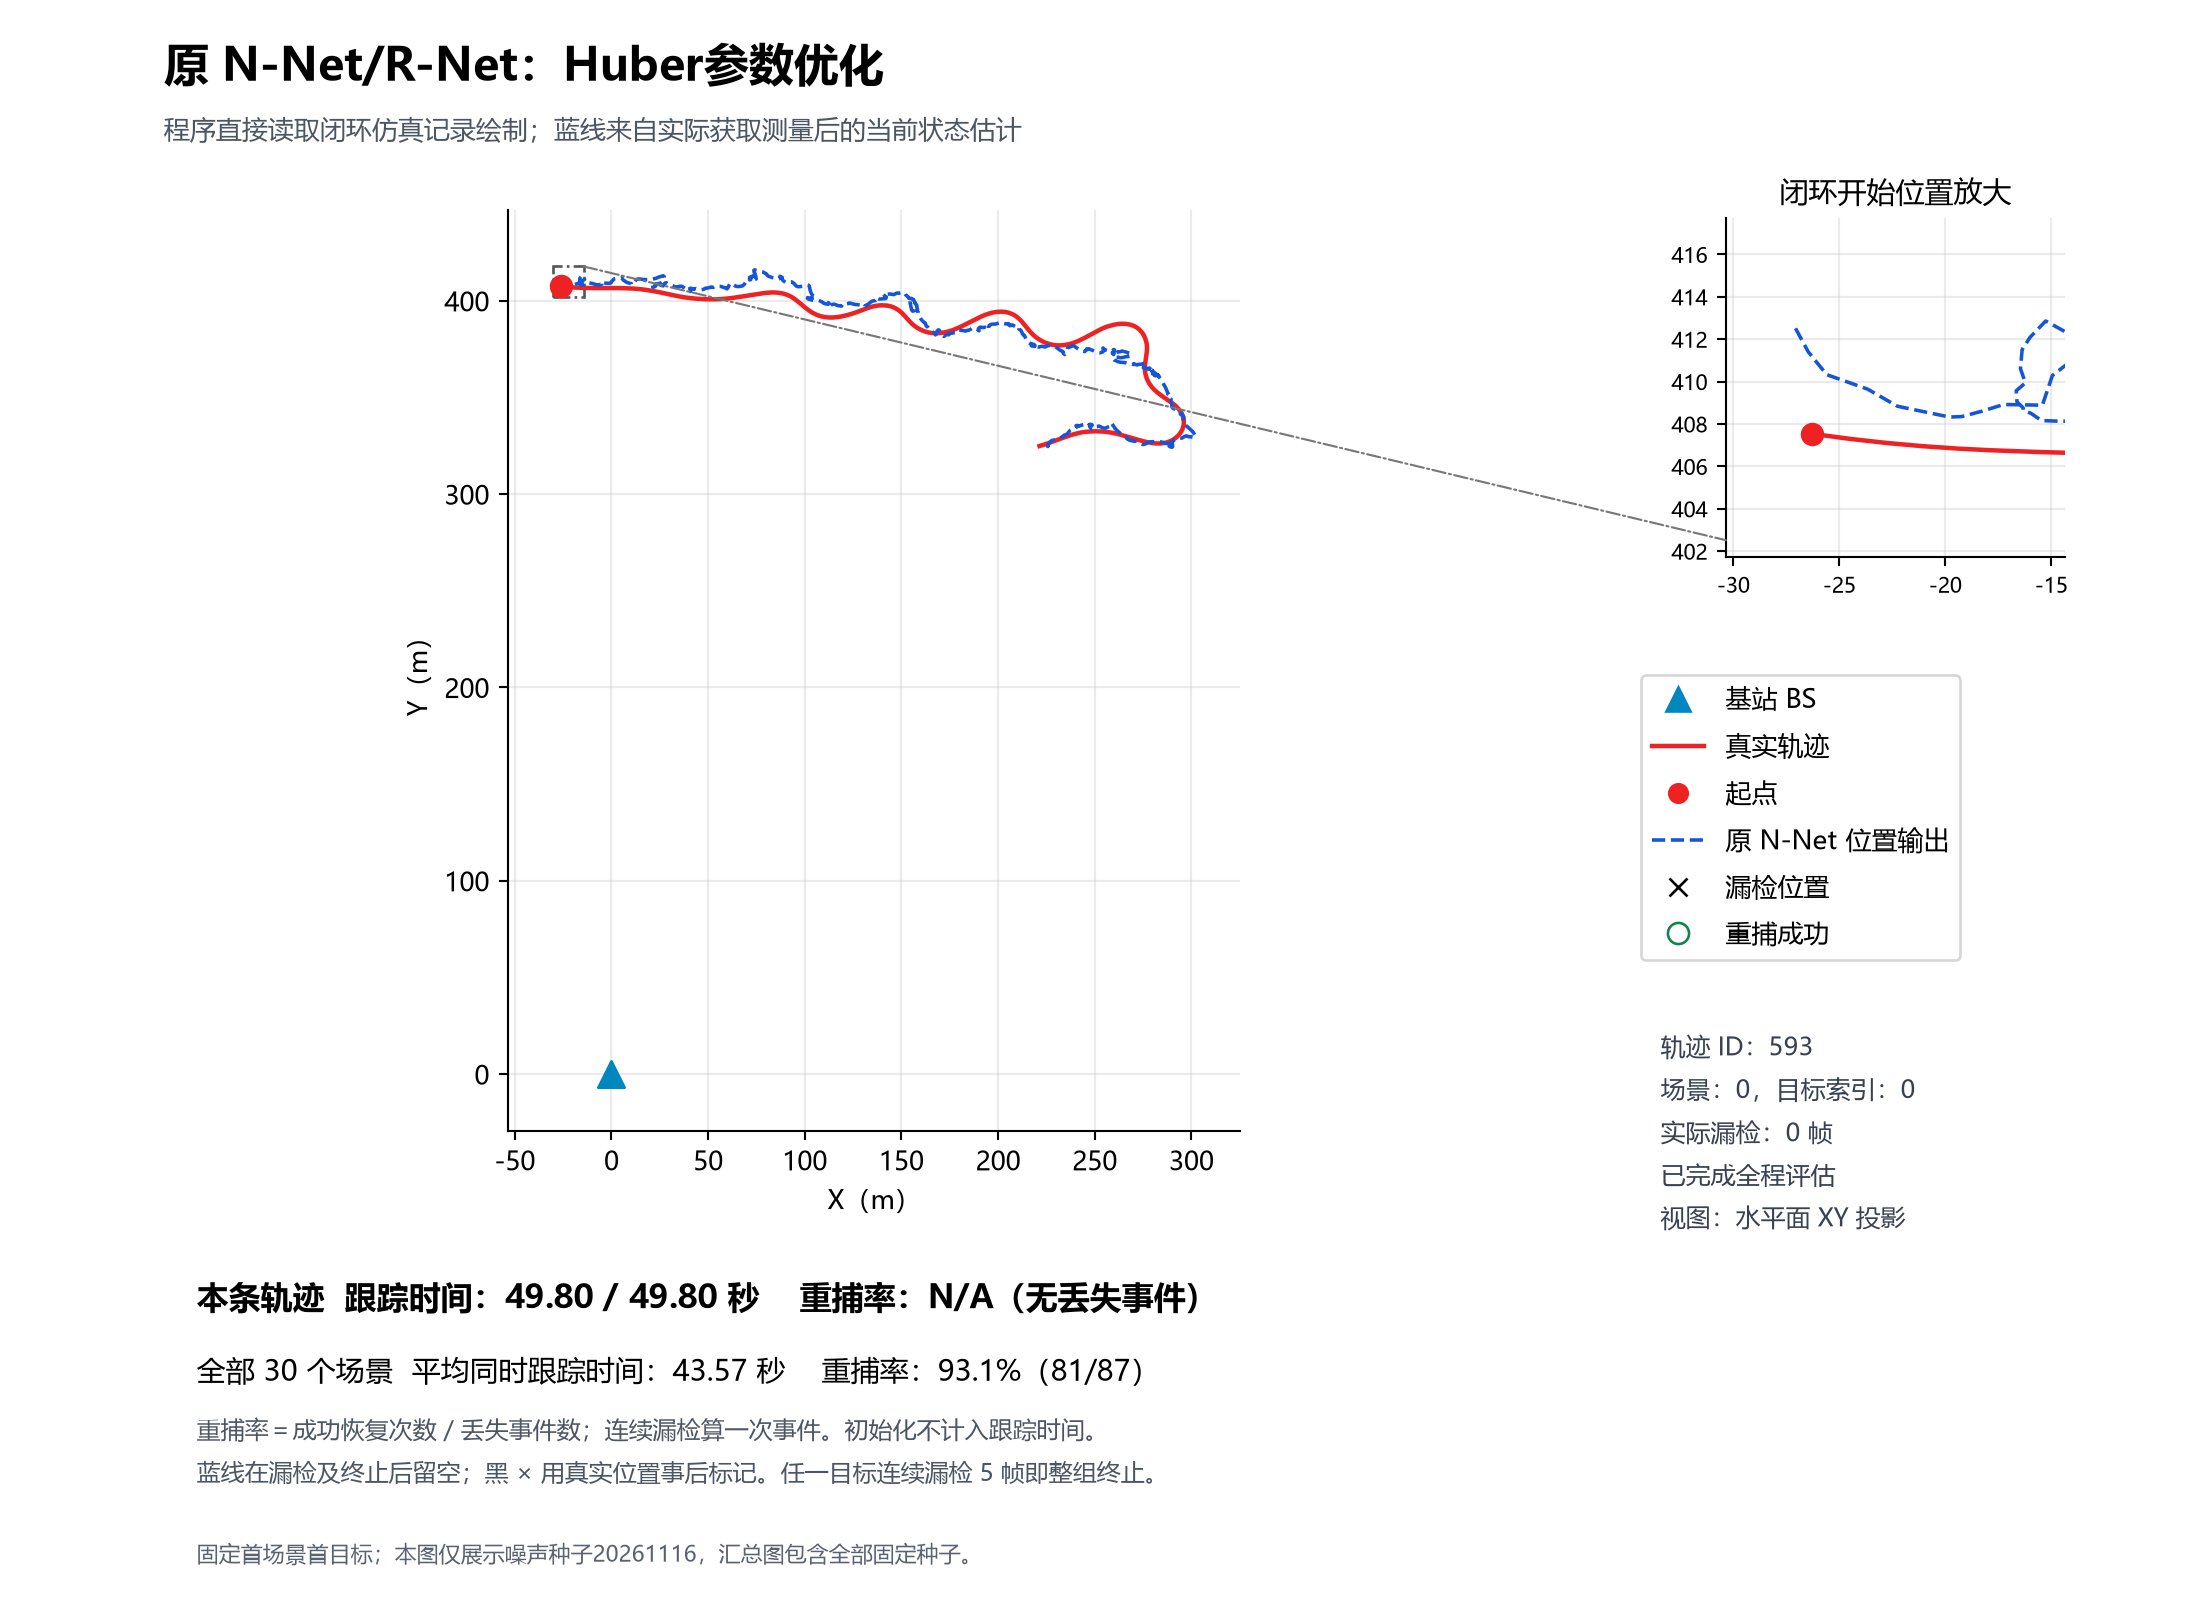 原 N-Net/R-Net：Huber参数优化
程序直接读取闭环仿真记录绘制；蓝线来自实际获取测量后的当前状态估计
闭环开始位置放大
416
414
412
410
408
406
404
402
-30
-25
-20
-15
400
300
200
100
0
Y（m）
-50
0
50
100
150
200
250
300
X（m）
基站 BS
真实轨迹
起点
原 N-Net 位置输出
漏检位置
重捕成功
轨迹 ID：593
场景：0，目标索引：0
实际漏检：0 帧
已完成全程评估
视图：水平面 XY 投影
本条轨迹 跟踪时间：49.80 / 49.80 秒 重捕率：N/A（无丢失事件）
全部 30 个场景 平均同时跟踪时间：43.57 秒 重捕率：93.1%（81/87）
重捕率 = 成功恢复次数 / 丢失事件数；连续漏检算一次事件。初始化不计入跟踪时间。
蓝线在漏检及终止后留空；黑 × 用真实位置事后标记。任一目标连续漏检 5 帧即整组终止。
固定首场景首目标；本图仅展示噪声种子20261116，汇总图包含全部固定种子。